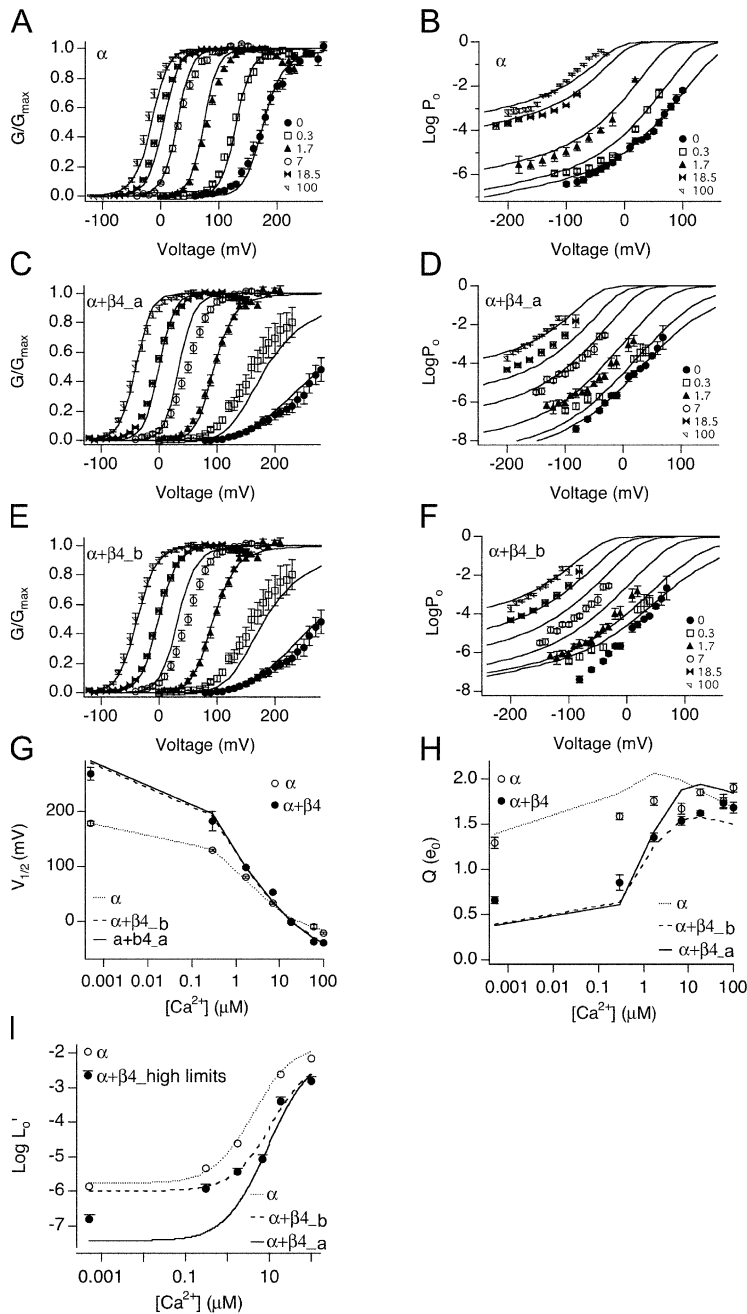 A
α
G/Gmax
1.0
0.8
0.6
0.4
0.2
0.0
0
0.3
1.7
7
18.5
100
-100 0 100 200
Voltage (mV)
B
α
Log Po
0
-2
-4
-6
0
0.3
1.7
7
18.5
100
-200 -100 0 100
Voltage (mV)
C
α+β4_a
G/Gmax
1.0
0.8
0.6
0.4
0.2
0.0
-100 0 100 200
Voltage (mV)
D
α+β4_a
LogPo
0
-2
-4
-6
-8
0
0.3
1.7
7
18.5
100
-200 -100 0 100
Voltage (mV)
E
α+β4_b
G/Gmax
1.0
0.8
0.6
0.4
0.2
0.0
-100 0 100 200
Voltage (mV)
F
α+β4_b
LogPo
0
-2
-4
-6
-8
0
0.3
1.7
7
18.5
100
-200 -100 0 100
Voltage (mV)
G
V1/2 (mV)
200
100
0
α
α+β4
α
α+β4_b
a+b4_a
0.001 0.1 1 10 100
[Ca2+] (μM)
H
Q (e0)
2.0
1.5
1.0
0.5
0.0
α
α+β4
α
α+β4_b
α+β4_a
0.001 0.01 0.1 1 10 100
[Ca2+] (μM)
I
Log Lo'
-2
-3
-4
-5
-6
-7
α
α+β4_high limits
α
α+β4_b
α+β4_a
0.001 0.1 10
[Ca2+] (μM)